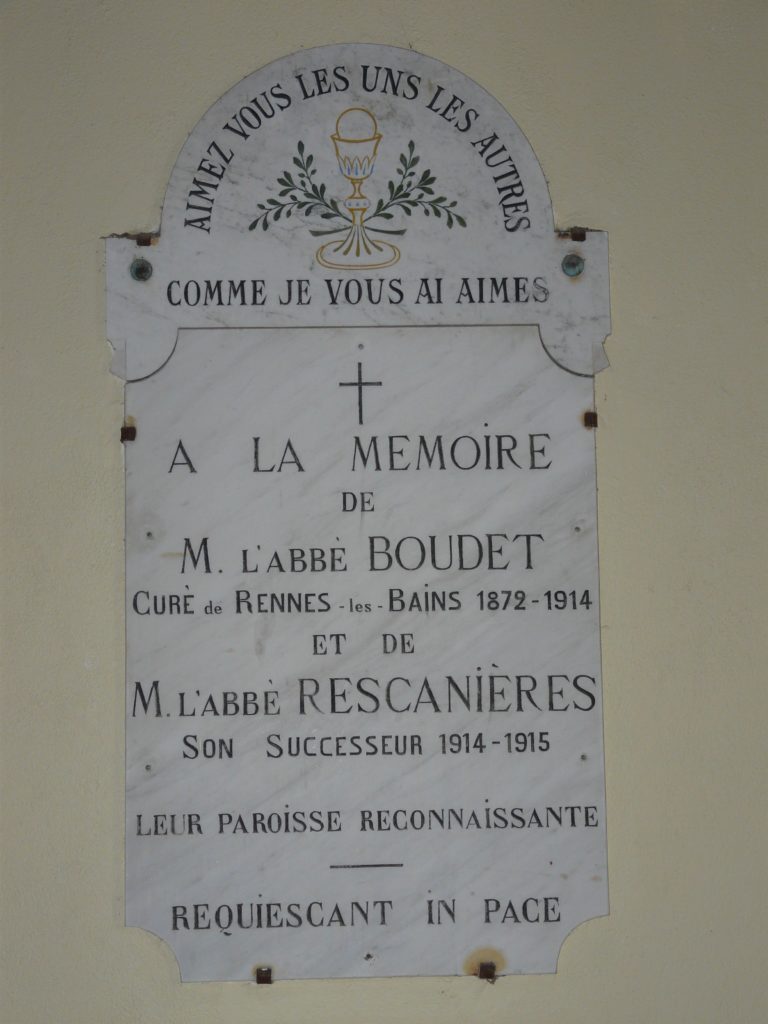 AIMEZ VOUS LES UNS LES AUTRES
COMME JE VOUS AI AIMES
A LA MEMOIRE
DE
M. L'ABBÈ BOUDET
CURÈ de RENNES-les-BAINS 1872-1914
ET DE
M. L'ABBÈ RESCANIÈRES
SON SUCCESSEUR 1914-1915
LEUR PAROISSE RECONNAISSANTE
REQUIESCANT IN PACE